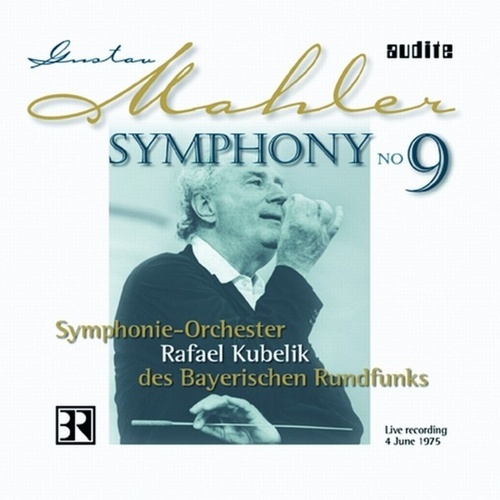 Gustav
audite
Mahler
SYMPHONY NO 9
Symphonie-Orchester
Rafael Kubelik
des Bayerischen Rundfunks
BR
Live recording
4 June 1975